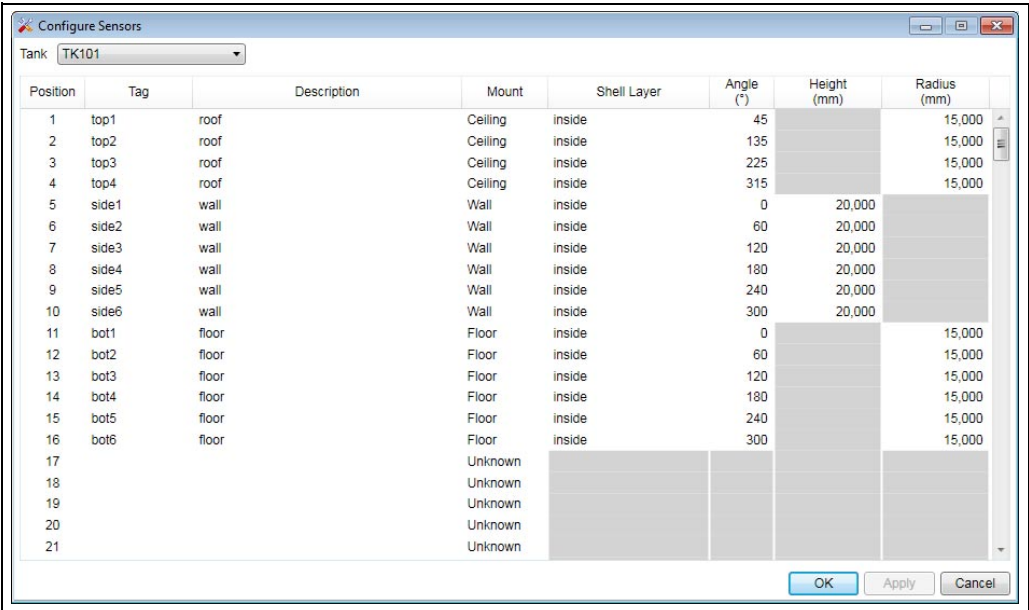 Configure Sensors
Tank TK101
Position Tag Description Mount Shell Layer Angle (°) Height (mm) Radius (mm)
1 top1 roof Ceiling inside 45 15,000
2 top2 roof Ceiling inside 135 15,000
3 top3 roof Ceiling inside 225 15,000
4 top4 roof Ceiling inside 315 15,000
5 side1 wall Wall inside 0 20,000
6 side2 wall Wall inside 60 20,000
7 side3 wall Wall inside 120 20,000
8 side4 wall Wall inside 180 20,000
9 side5 wall Wall inside 240 20,000
10 side6 wall Wall inside 300 20,000
11 bot1 floor Floor inside 0 15,000
12 bot2 floor Floor inside 60 15,000
13 bot3 floor Floor inside 120 15,000
14 bot4 floor Floor inside 180 15,000
15 bot5 floor Floor inside 240 15,000
16 bot6 floor Floor inside 300 15,000
17 Unknown
18 Unknown
19 Unknown
20 Unknown
21 Unknown
OK Apply Cancel